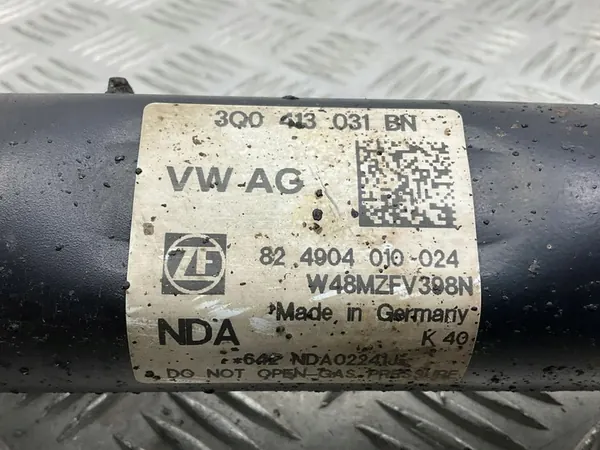 3Q0 413 031 BN
VW AG
ZF
82 4904 010-024
W48MZFV398N
Made in Germany
NDA
K 40
DO NOT OPEN GAS PRESSURE